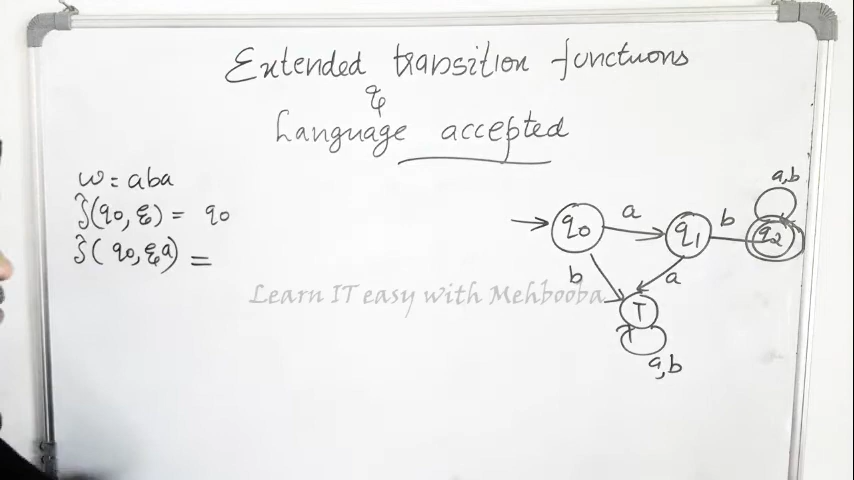 Extended transition functions
&
Language accepted
w = aba
δ̂(q0, ε) = q0
δ̂(q0, εa) =
a,b
q0 a q1 b q2
b a
T
a,b
Learn IT easy with Mehbooba